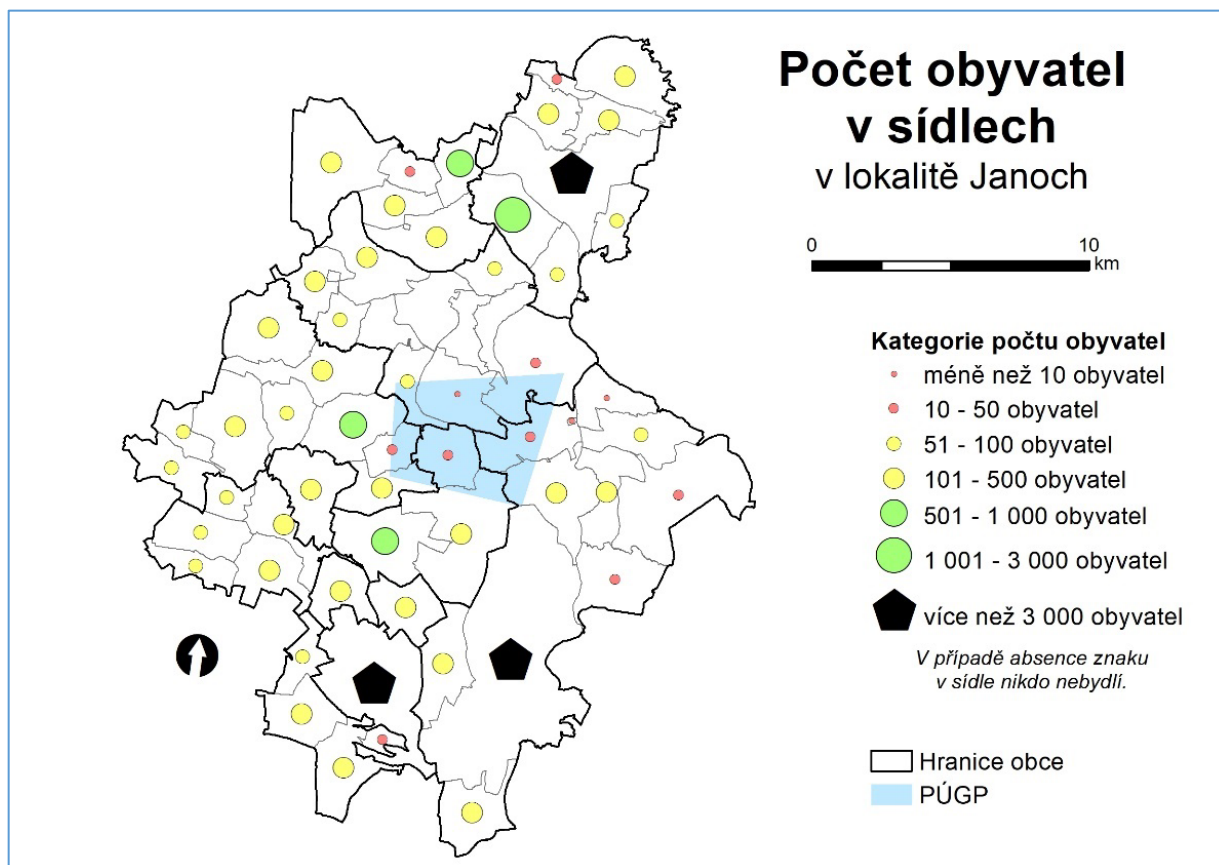 Počet obyvatel
v sídlech
v lokalitě Janoch
0 10
km
Kategorie počtu obyvatel
méně než 10 obyvatel
10 - 50 obyvatel
51 - 100 obyvatel
101 - 500 obyvatel
501 - 1 000 obyvatel
1 001 - 3 000 obyvatel
více než 3 000 obyvatel
V případě absence znaku
v sídle nikdo nebydlí.
Hranice obce
PÚGP